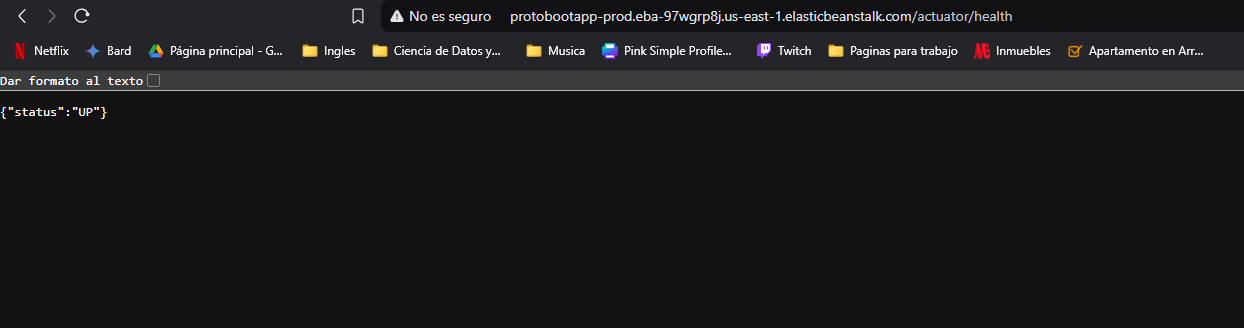 No es seguro protobootapp-prod.eba-97wgrp8j.us-east-1.elasticbeanstalk.com/actuator/health
Netflix Bard Página principal - G... Ingles Ciencia de Datos y... Musica Pink Simple Profile... Twitch Paginas para trabajo Inmuebles Apartamento en Arr...
Dar formato al texto
{"status":"UP"}